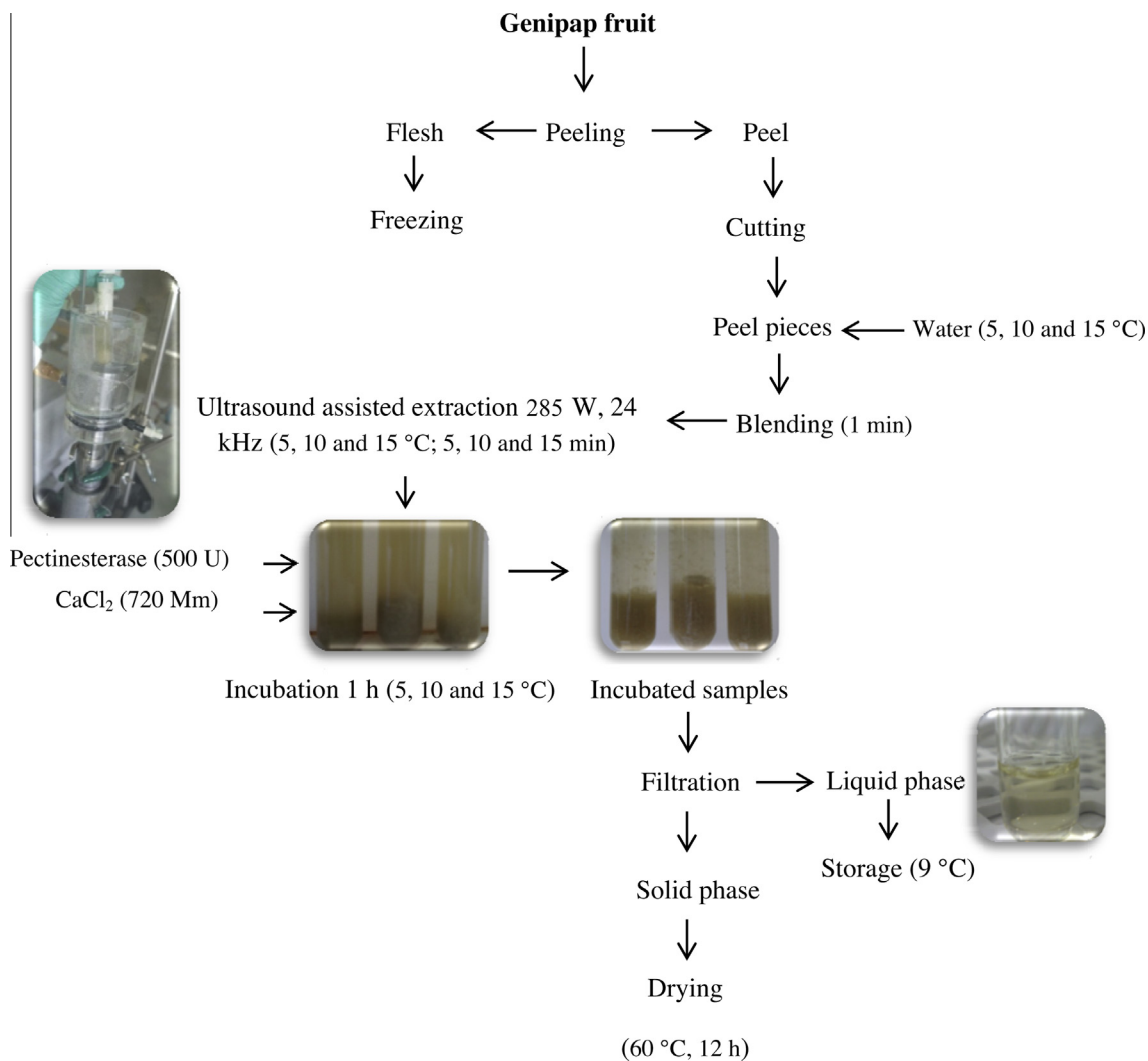 Genipap fruit
Flesh
Peeling
Peel
Freezing
Cutting
Peel pieces
Water (5, 10 and 15 °C)
Blending (1 min)
Ultrasound assisted extraction 285 W, 24
kHz (5, 10 and 15 °C; 5, 10 and 15 min)
Pectinesterase (500 U)
CaCl₂ (720 Mm)
Incubation 1 h (5, 10 and 15 °C)
Incubated samples
Filtration
Liquid phase
Storage (9 °C)
Solid phase
Drying
(60 °C, 12 h)